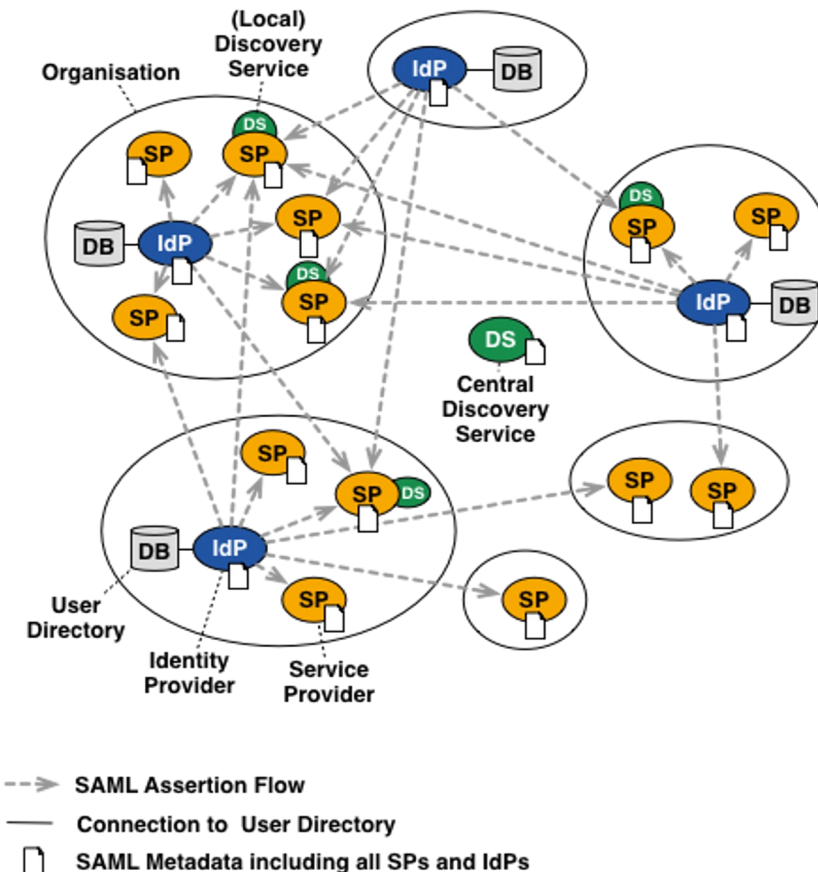 (Local)
Discovery
Service
Organisation
IdP
DB
DS
SP
SP
DS
SP
SP
SP
DB
IdP
DS
SP
SP
IdP
DB
DS
Central
Discovery
Service
SP
SP
DS
SP
SP
DB
IdP
SP
SP
User
Directory
Identity
Provider
Service
Provider
SAML Assertion Flow
Connection to User Directory
SAML Metadata including all SPs and IdPs